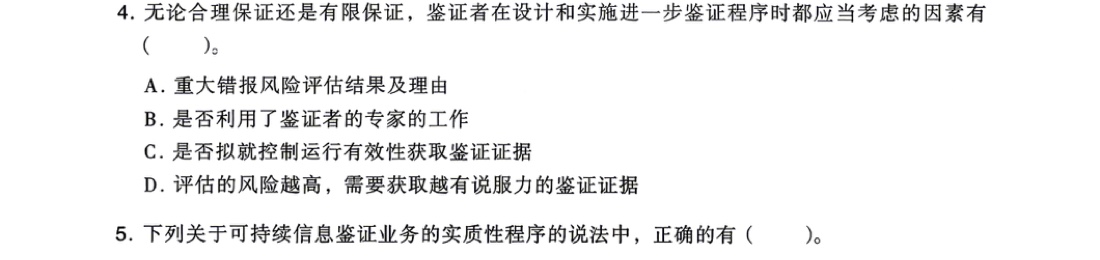 4. 无论合理保证还是有限保证，鉴证者在设计和实施进一步鉴证程序时都应当考虑的因素有
(　　)。
A. 重大错报风险评估结果及理由
B. 是否利用了鉴证者的专家的工作
C. 是否拟就控制运行有效性获取鉴证证据
D. 评估的风险越高，需要获取越有说服力的鉴证证据
5. 下列关于可持续信息鉴证业务的实质性程序的说法中，正确的有 (　　)。